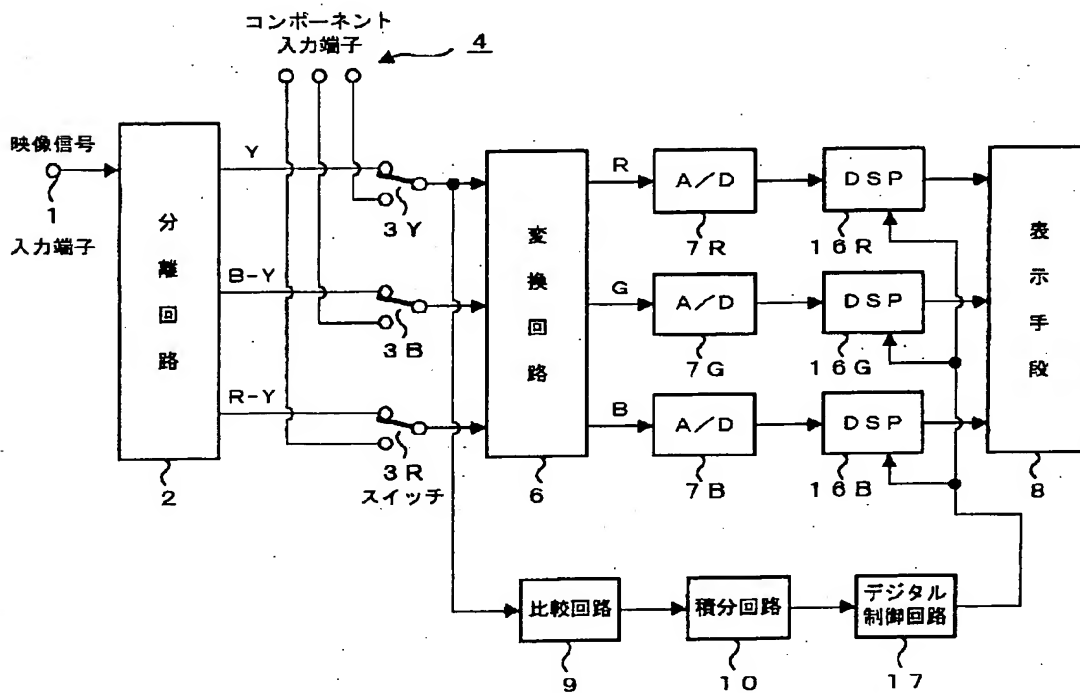 コンポーネント
入力端子
4
映像信号
1
入力端子
分離回路
2
Y
B-Y
R-Y
3Y
3B
3R
スイッチ
変換回路
6
R
G
B
A/D
7R
A/D
7G
A/D
7B
DSP
16R
DSP
16G
DSP
16B
表示手段
8
比較回路
9
積分回路
10
デジタル
制御回路
17